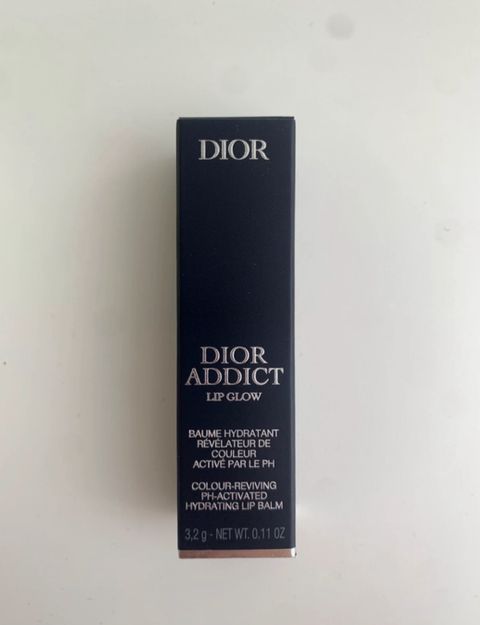 DIOR
DIOR
ADDICT
LIP GLOW
BAUME HYDRATANT
RÉVÉLATEUR DE
COULEUR
ACTIVÉ PAR LE PH
COLOUR-REVIVING
PH-ACTIVATED
HYDRATING LIP BALM
3,2 g - NET WT. 0.11 OZ